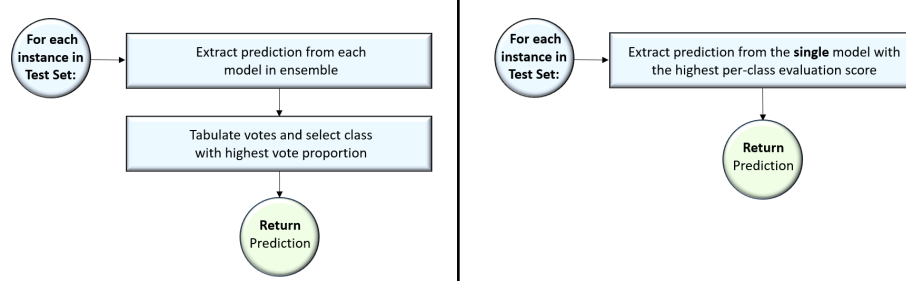 For each
instance in
Test Set:
Extract prediction from each
model in ensemble
Tabulate votes and select class
with highest vote proportion
Return
Prediction
For each
instance in
Test Set:
Extract prediction from the single model with
the highest per-class evaluation score
Return
Prediction